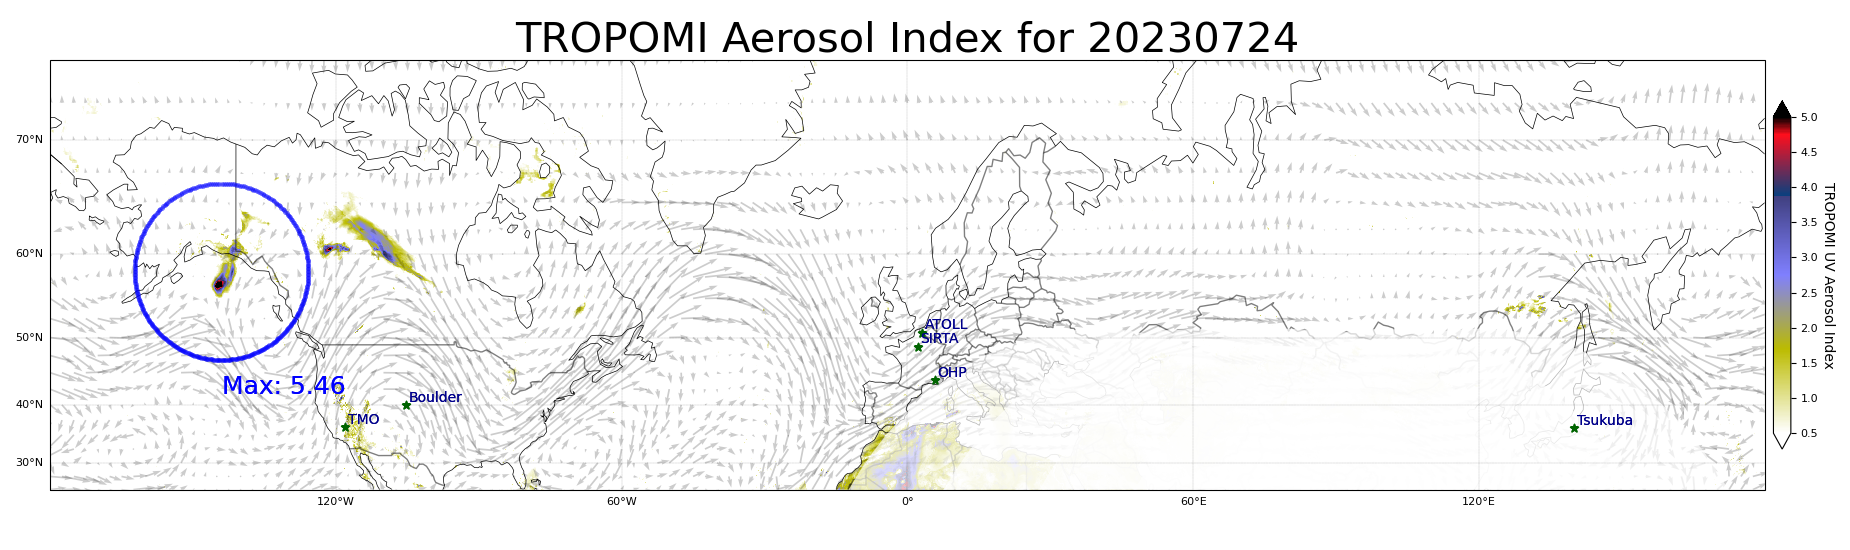 TROPOMI Aerosol Index for 20230724
70°N
60°N
50°N
40°N
30°N
120°W
60°W
0°
60°E
120°E
Max: 5.46
ATOLL
SIRTA
OHP
Boulder
TMO
Tsukuba
5.0
4.5
4.0
3.5
3.0
2.5
2.0
1.5
1.0
0.5
TROPOMI UV Aerosol Index